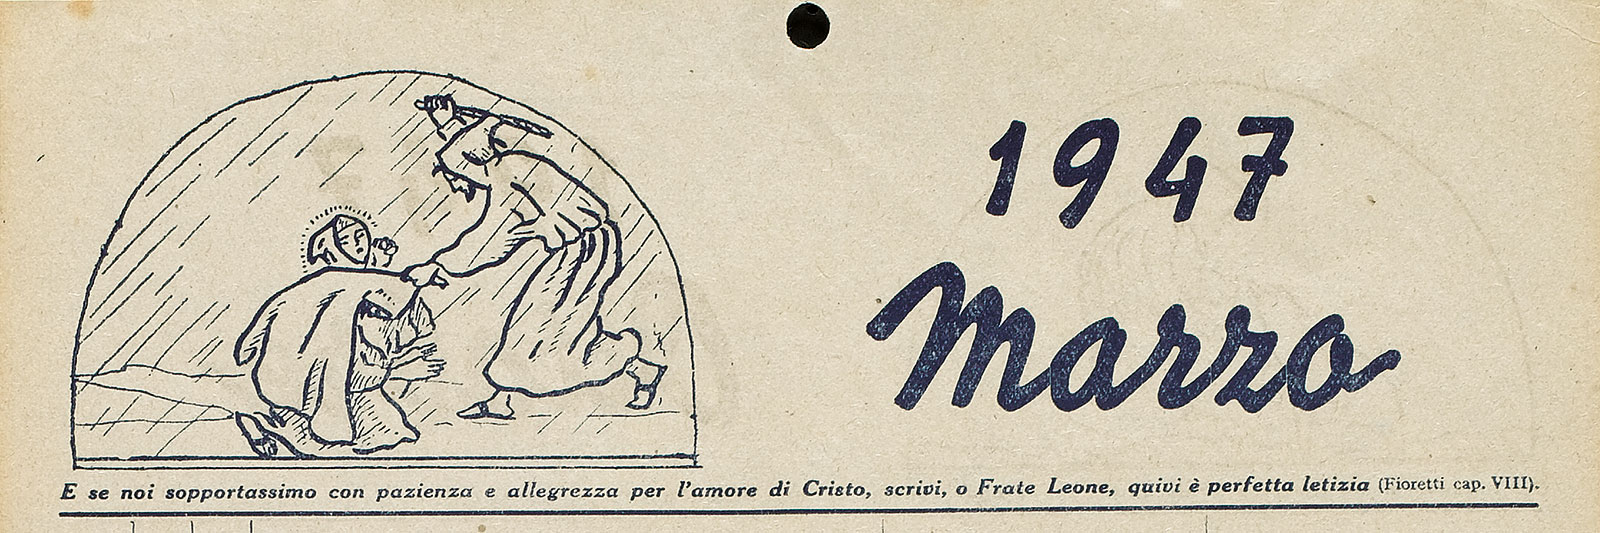 1947
Marzo
E se noi sopportassimo con pazienza e allegrezza per l'amore di Cristo, scrivi, o Frate Leone, quivi è perfetta letizia (Fioretti cap. VIII).